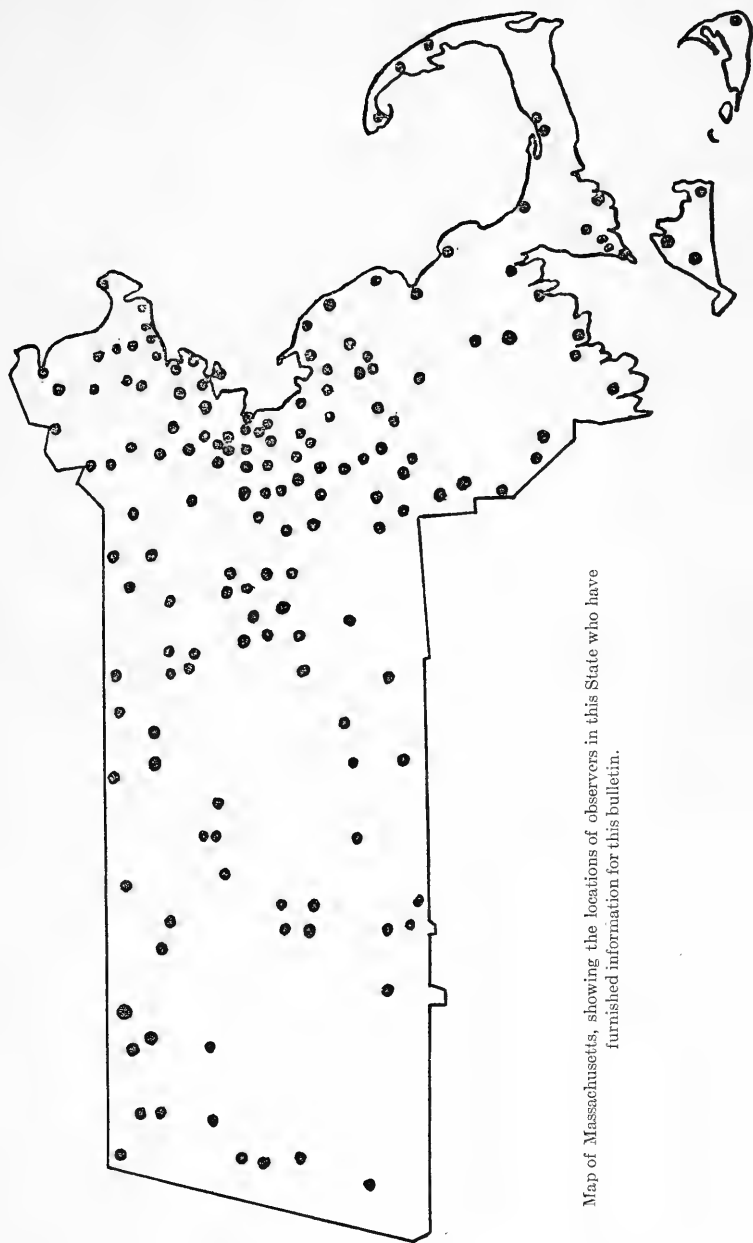 Map of Massachusetts, showing the locations of observers in this State who have
furnished information for this bulletin.